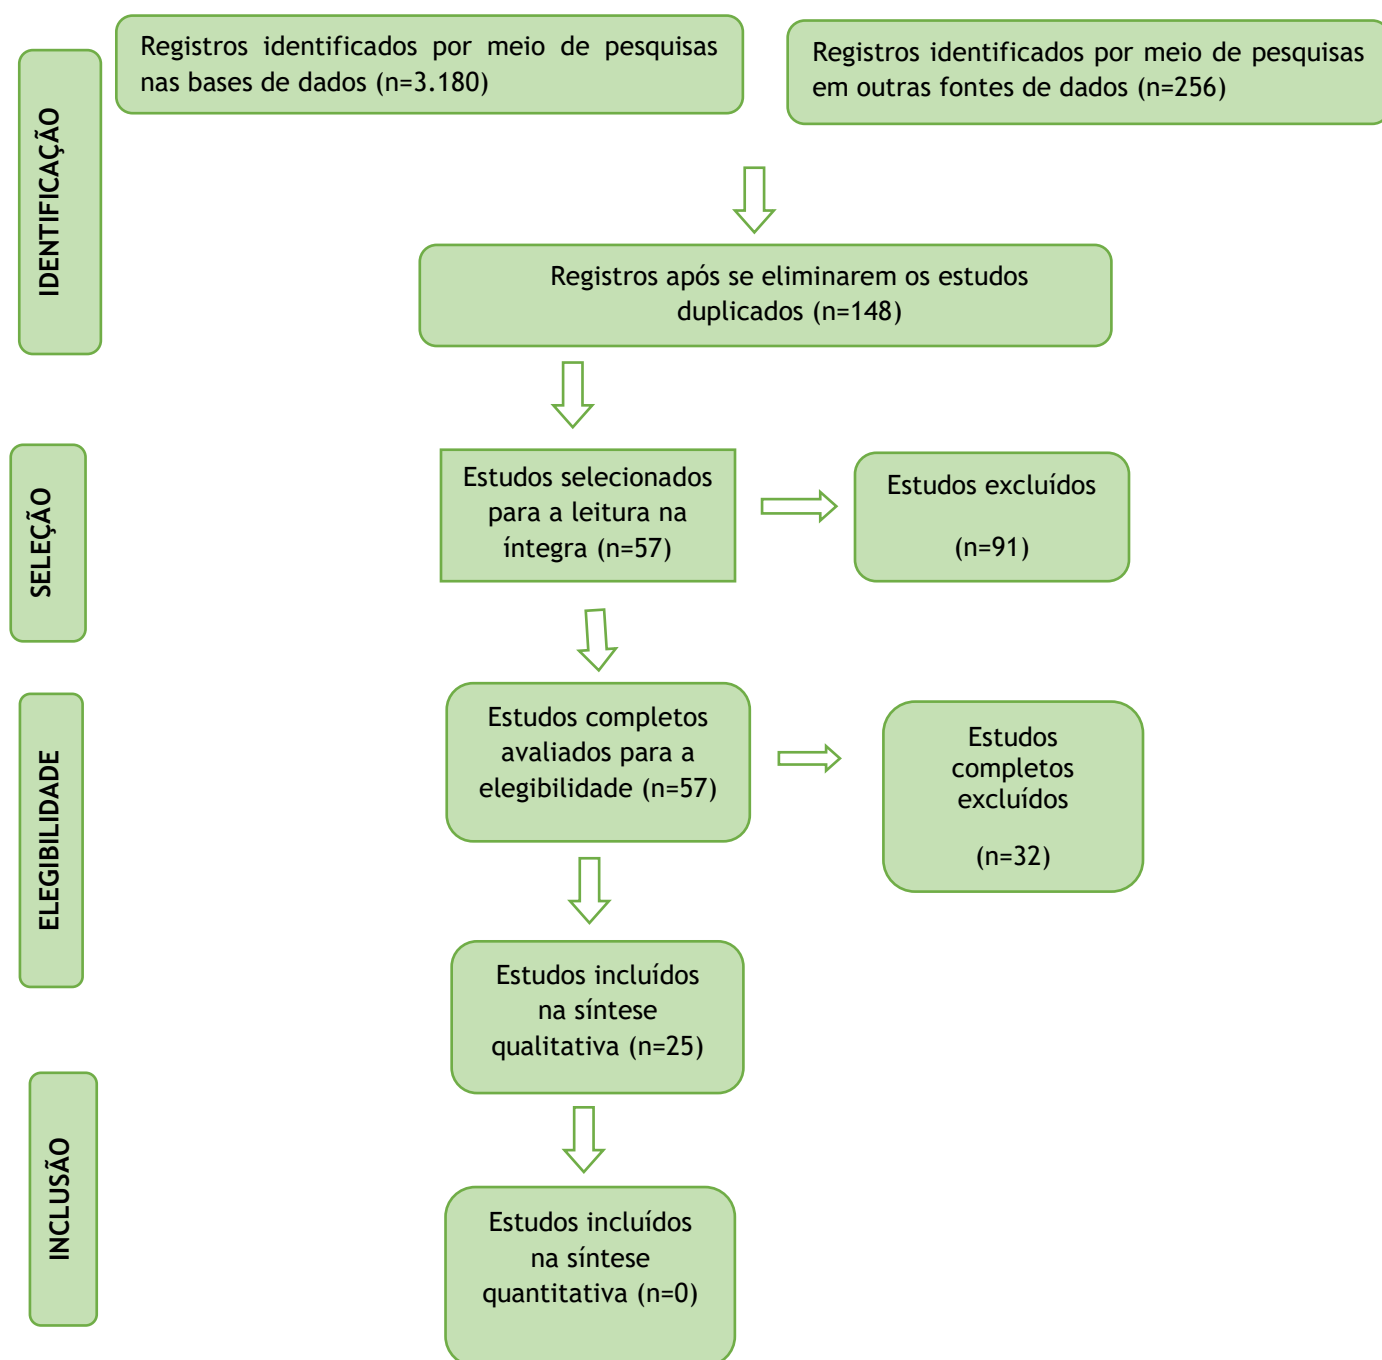 IDENTIFICAÇÃO
Registros identificados por meio de pesquisas
nas bases de dados (n=3.180)
Registros identificados por meio de pesquisas
em outras fontes de dados (n=256)
Registros após se eliminarem os estudos
duplicados (n=148)
SELEÇÃO
Estudos selecionados
para a leitura na
íntegra (n=57)
Estudos excluídos
(n=91)
ELEGIBILIDADE
Estudos completos
avaliados para a
elegibilidade (n=57)
Estudos
completos
excluídos
(n=32)
Estudos incluídos
na síntese
qualitativa (n=25)
INCLUSÃO
Estudos incluídos
na síntese
quantitativa (n=0)